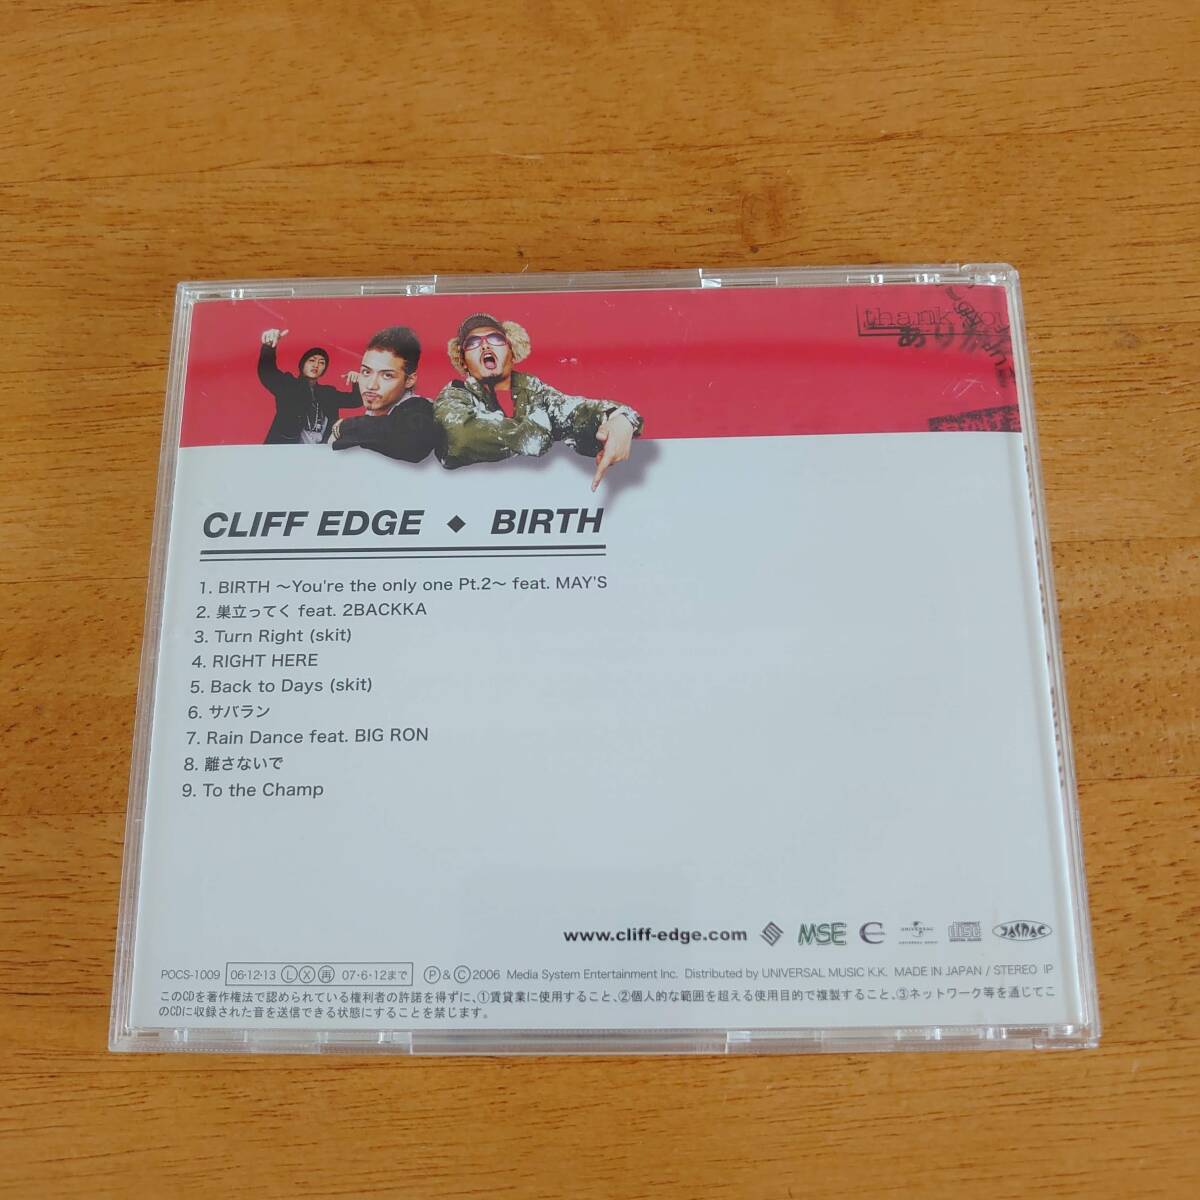 thank you
CLIFF EDGE ◆ BIRTH
1. BIRTH ～You're the only one Pt.2～ feat. MAY'S
2. 巣立ってく feat. 2BACKKA
3. Turn Right (skit)
4. RIGHT HERE
5. Back to Days (skit)
6. サバラン
7. Rain Dance feat. BIG RON
8. 離さないで
9. To the Champ
www.cliff-edge.com MSE UNIVERSAL COMPACT disc DIGITAL AUDIO JASRAC
POCS-1009 06·12·13 Ⓛ Ⓧ 再 07·6·12まで Ⓟ&Ⓒ2006 Media System Entertainment Inc. Distributed by UNIVERSAL MUSIC K.K. MADE IN JAPAN / STEREO IP
このCDを著作権法で認められている権利者の許諾を得ずに、①賃貸業に使用すること、②個人的な範囲を超える使用目的で複製すること、③ネットワーク等を通じてこ
のCDに収録された音を送信できる状態にすることを禁じます。